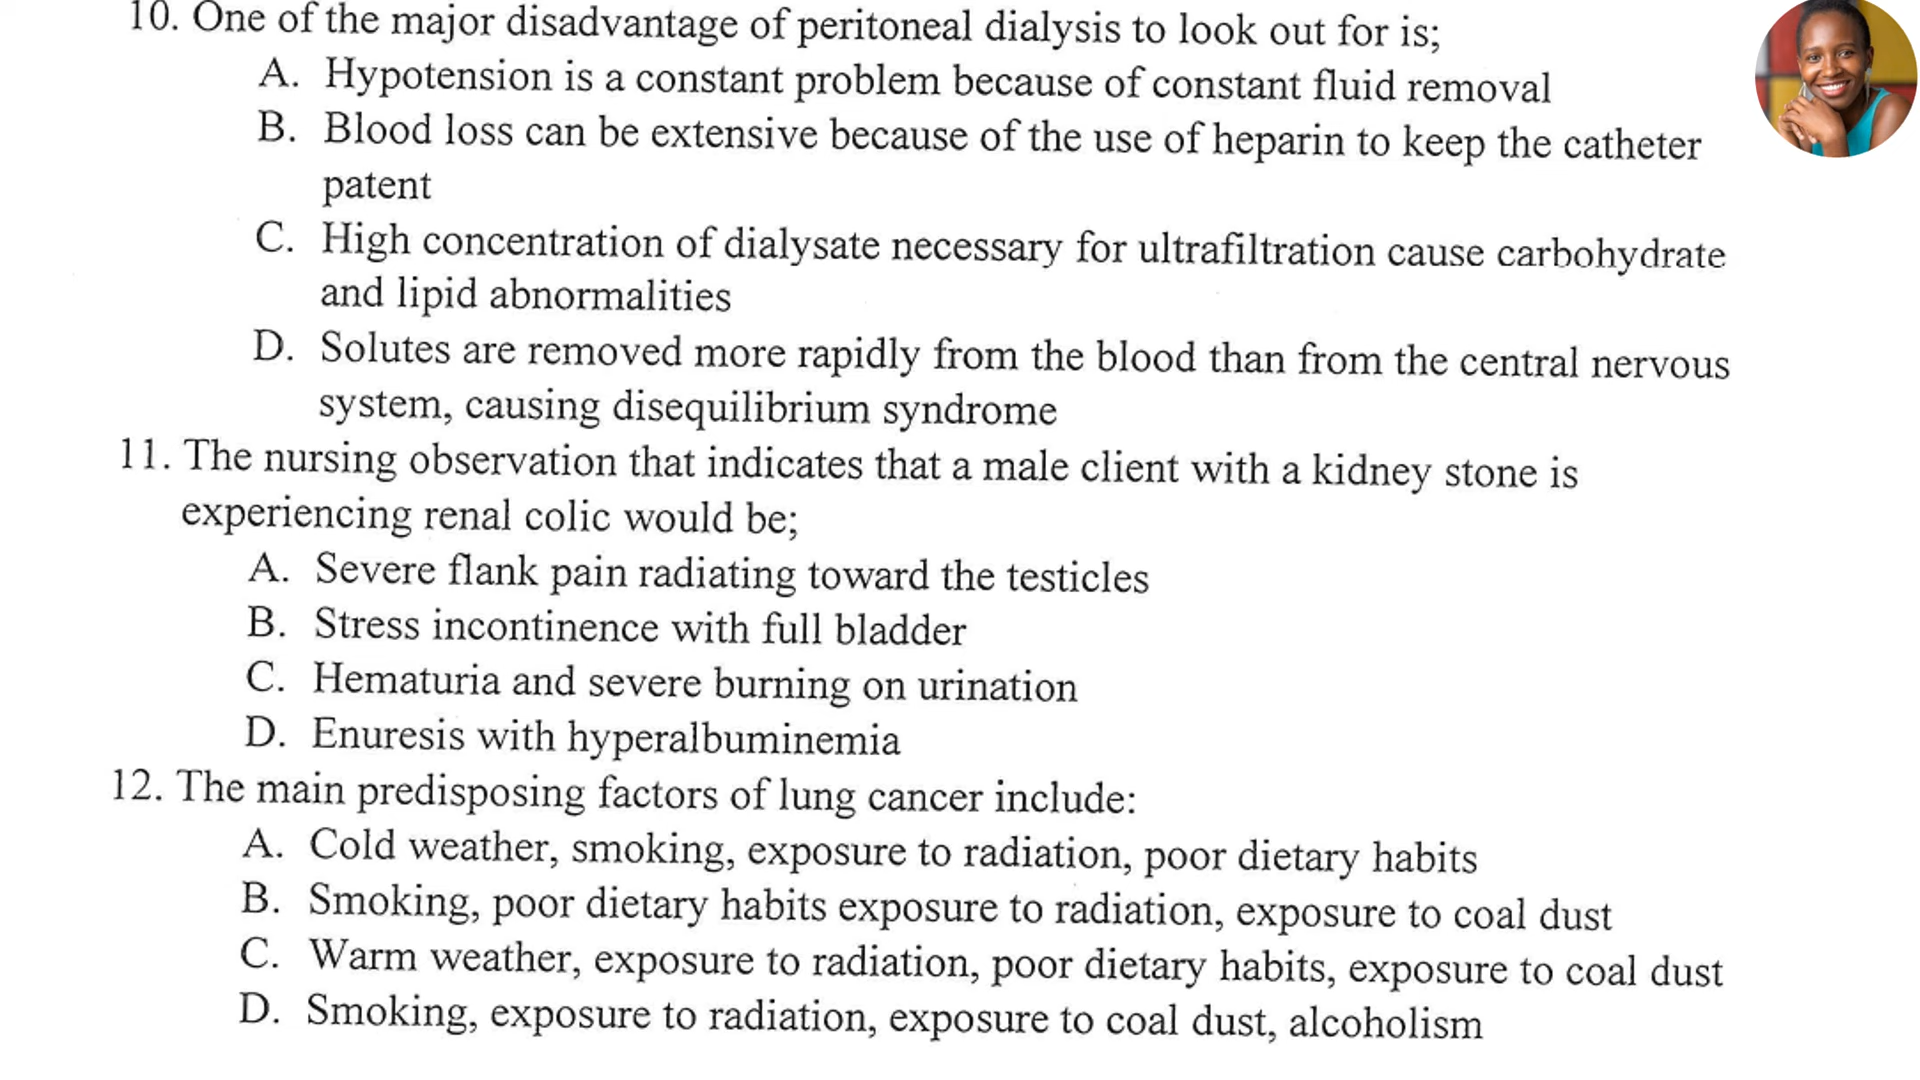 10. One of the major disadvantage of peritoneal dialysis to look out for is;
A. Hypotension is a constant problem because of constant fluid removal
B. Blood loss can be extensive because of the use of heparin to keep the catheter
patent
C. High concentration of dialysate necessary for ultrafiltration cause carbohydrate
and lipid abnormalities
D. Solutes are removed more rapidly from the blood than from the central nervous
system, causing disequilibrium syndrome
11. The nursing observation that indicates that a male client with a kidney stone is
experiencing renal colic would be;
A. Severe flank pain radiating toward the testicles
B. Stress incontinence with full bladder
C. Hematuria and severe burning on urination
D. Enuresis with hyperalbuminemia
12. The main predisposing factors of lung cancer include:
A. Cold weather, smoking, exposure to radiation, poor dietary habits
B. Smoking, poor dietary habits exposure to radiation, exposure to coal dust
C. Warm weather, exposure to radiation, poor dietary habits, exposure to coal dust
D. Smoking, exposure to radiation, exposure to coal dust, alcoholism